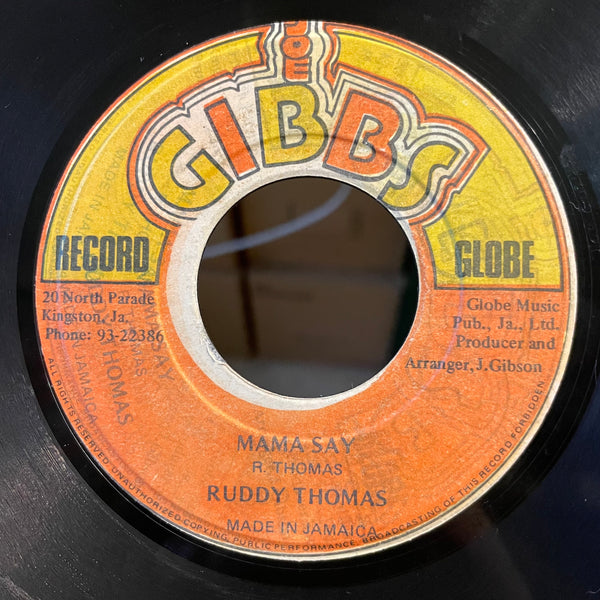 JOE
GIBBS
RECORD GLOBE
20 North Parade
Kingston, Ja.
Phone: 93-22386
Globe Music
Pub., Ja., Ltd.
Producer and
Arranger, J.Gibson
MAMA SAY
R. THOMAS
RUDDY THOMAS
MADE IN JAMAICA
ALL RIGHTS RESERVED. UNAUTHORIZED COPYING, PUBLIC PERFORMANCE, BROADCASTING OF THIS RECORD FORBIDDEN